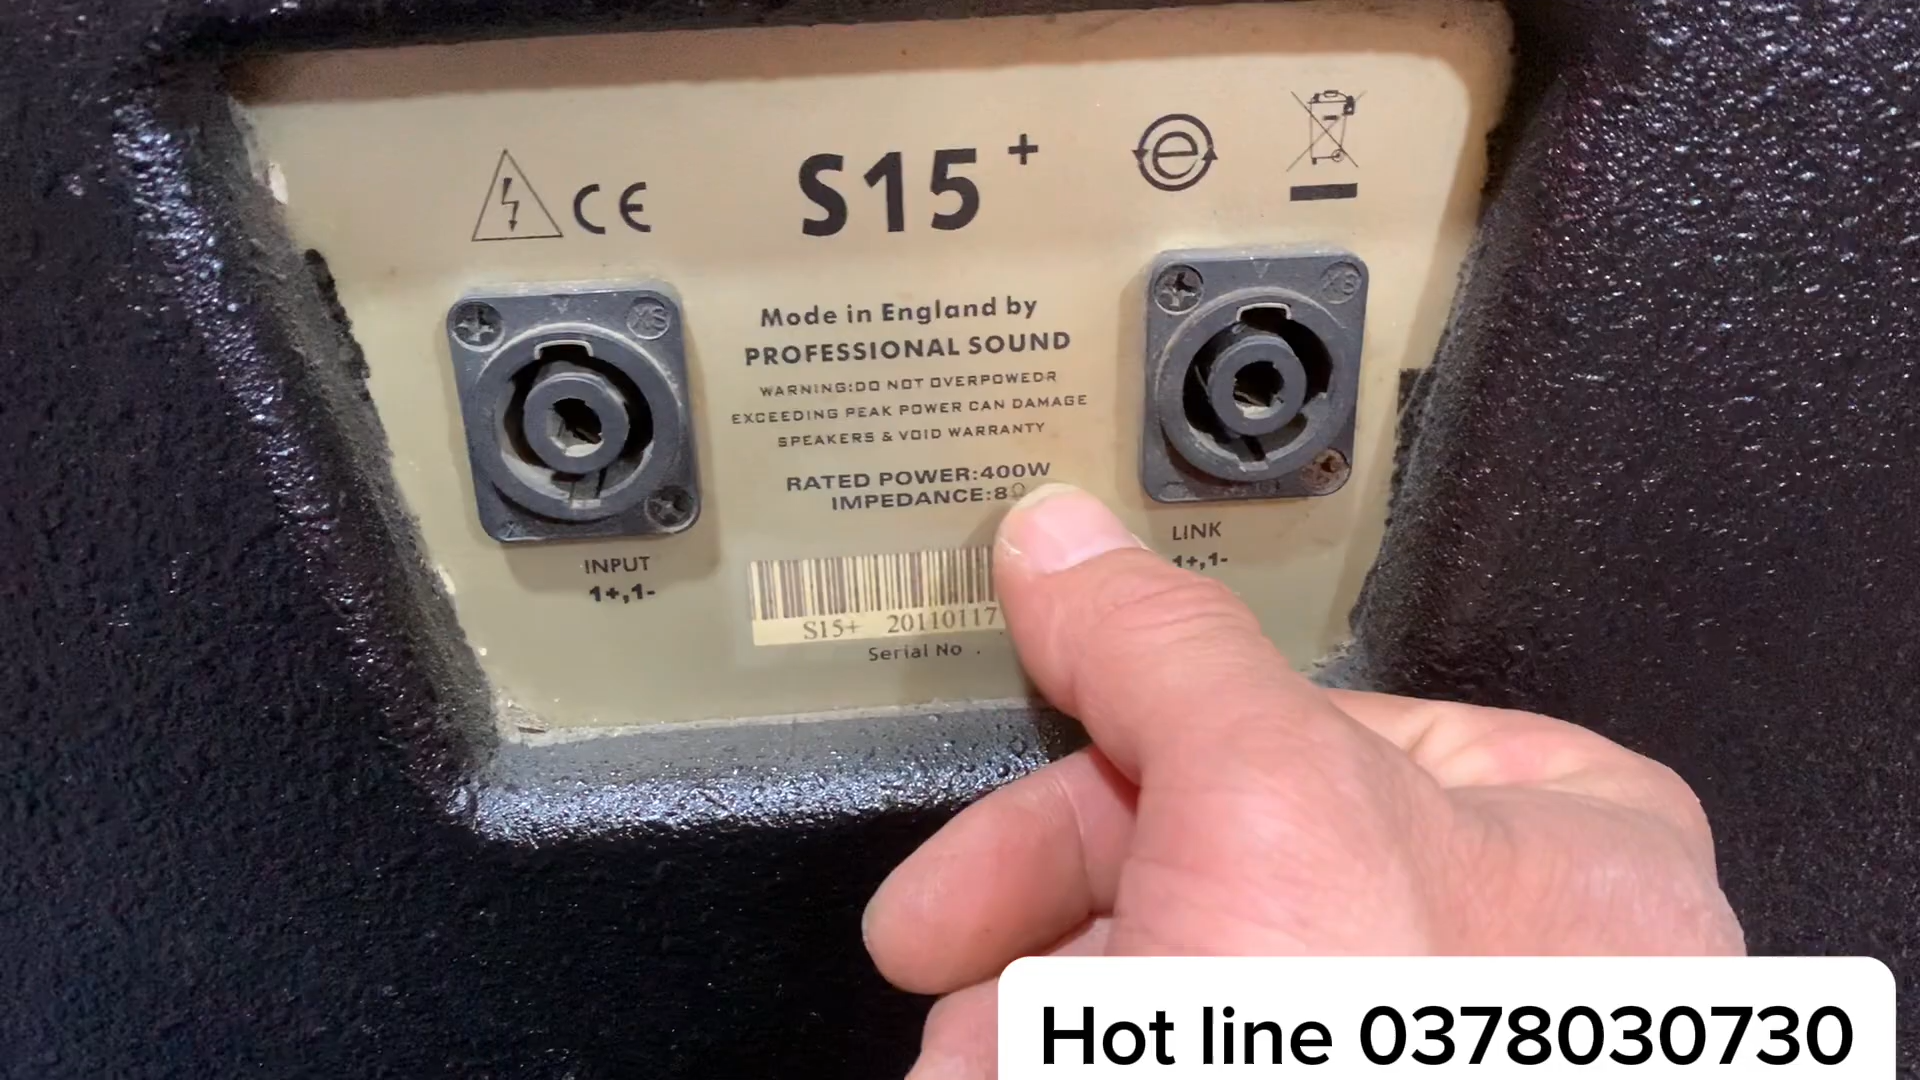 CE
S15+
e
Mode in England by
PROFESSIONAL SOUND
WARNING:DO NOT OVERPOWEDR
EXCEEDING PEAK POWER CAN DAMAGE
SPEAKERS & VOID WARRANTY
RATED POWER:400W
IMPEDANCE:8Ω
INPUT
1+,1-
LINK
1+,1-
S15+ 20110117
Serial No .
Hot line 0378030730